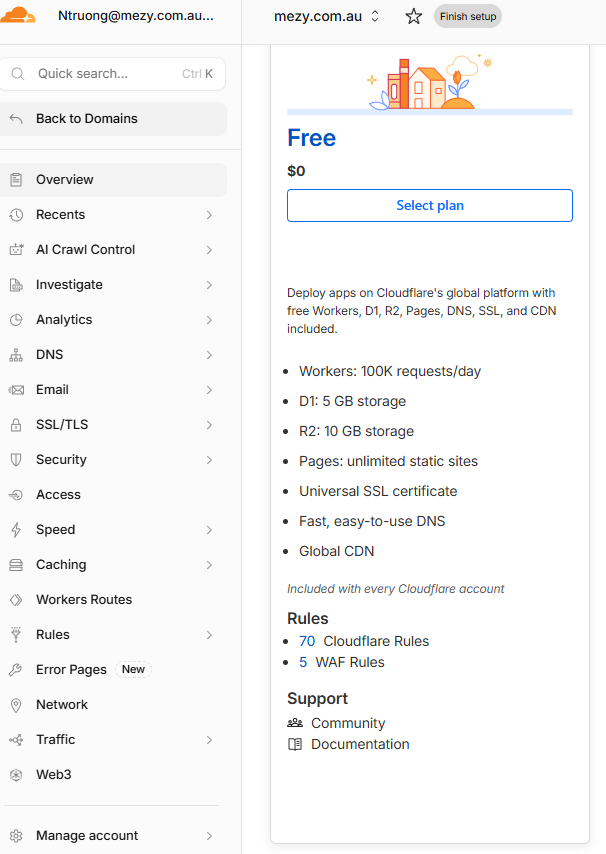 Ntruong@mezy.com.au...
mezy.com.au
Finish setup
Quick search...
Ctrl K
Back to Domains
Overview
Recents
AI Crawl Control
Investigate
Analytics
DNS
Email
SSL/TLS
Security
Access
Speed
Caching
Workers Routes
Rules
Error Pages New
Network
Traffic
Web3
Manage account
Free
$0
Select plan
Deploy apps on Cloudflare's global platform with
free Workers, D1, R2, Pages, DNS, SSL, and CDN
included.
Workers: 100K requests/day
D1: 5 GB storage
R2: 10 GB storage
Pages: unlimited static sites
Universal SSL certificate
Fast, easy-to-use DNS
Global CDN
Included with every Cloudflare account
Rules
70 Cloudflare Rules
5 WAF Rules
Support
Community
Documentation